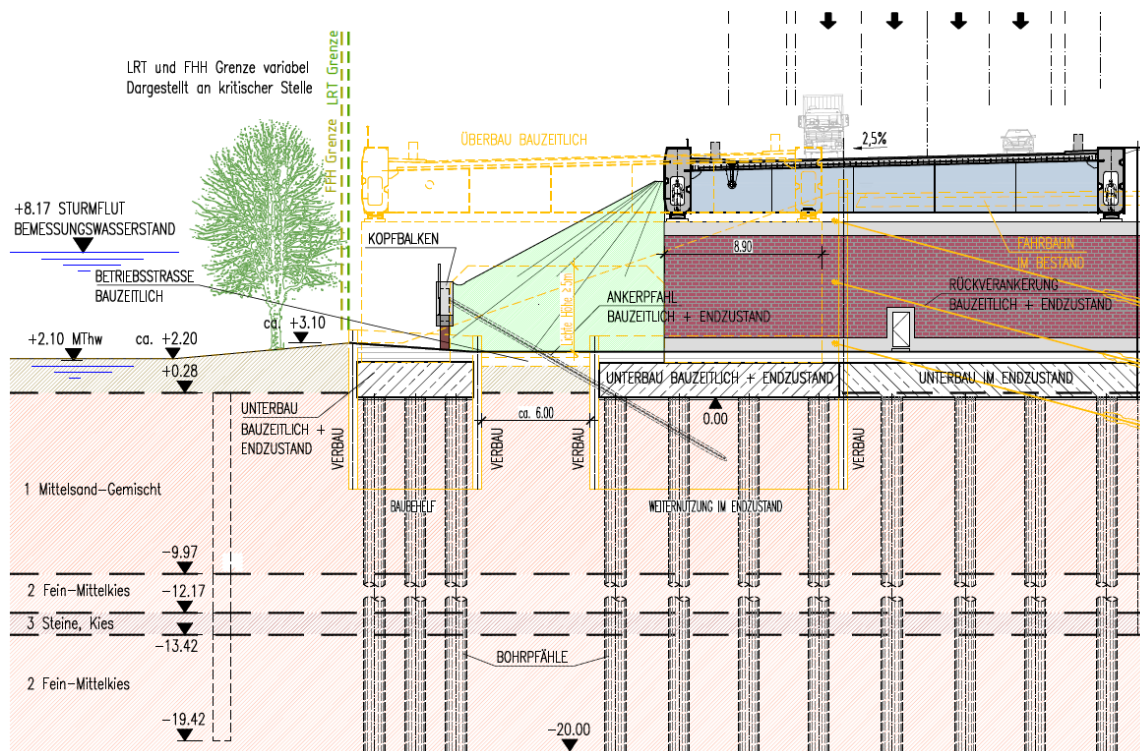 LRT und FHH Grenze variabel
Dargestellt an kritischer Stelle
FFH Grenze
LRT Grenze
ÜBERBAU BAUZEITLICH
2,5%
+8.17 STURMFLUT
BEMESSUNGSWASSERSTAND
KOPFBALKEN
8.90
FAHRBAHN
IM BESTAND
BETRIEBSSTRASSE
BAUZEITLICH
Lichte Höhe ≥5m
ANKERPFAHL
BAUZEITLICH + ENDZUSTAND
RÜCKVERANKERUNG
BAUZEITLICH + ENDZUSTAND
ca. +3.10
+2.10 MThw
ca. +2.20
+0.28
UNTERBAU BAUZEITLICH + ENDZUSTAND
UNTERBAU IM ENDZUSTAND
UNTERBAU
BAUZEITLICH +
ENDZUSTAND
ca. 6.00
0.00
VERBAU
VERBAU
VERBAU
VERBAU
1 Mittelsand-Gemischt
BAUBEHELF
WEITERNUTZUNG IM ENDZUSTAND
-9.97
2 Fein-Mittelkies
-12.17
3 Steine, Kies
-13.42
2 Fein-Mittelkies
BOHRPFÄHLE
-19.42
-20.00